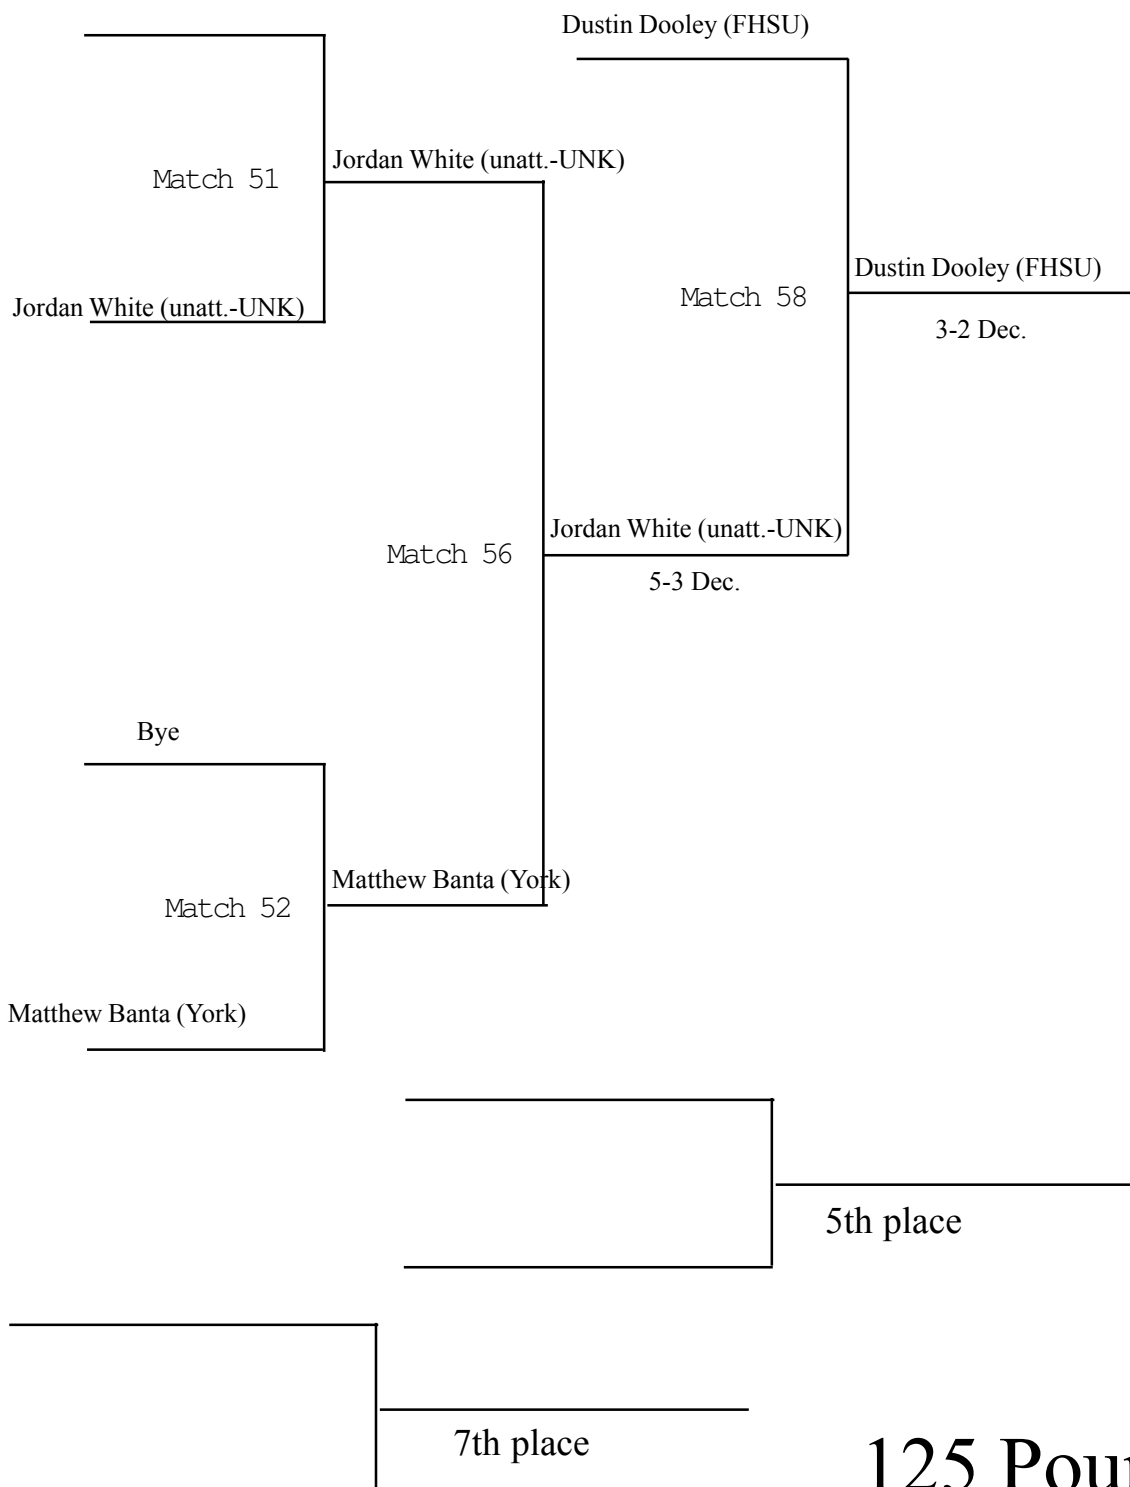 Dustin Dooley (FHSU)
Jordan White (unatt.-UNK)
Match 51
Dustin Dooley (FHSU)
Match 58
Jordan White (unatt.-UNK)
3-2 Dec.
Jordan White (unatt.-UNK)
Match 56
5-3 Dec.
Bye
Matthew Banta (York)
Match 52
Matthew Banta (York)
5th place
7th place
125